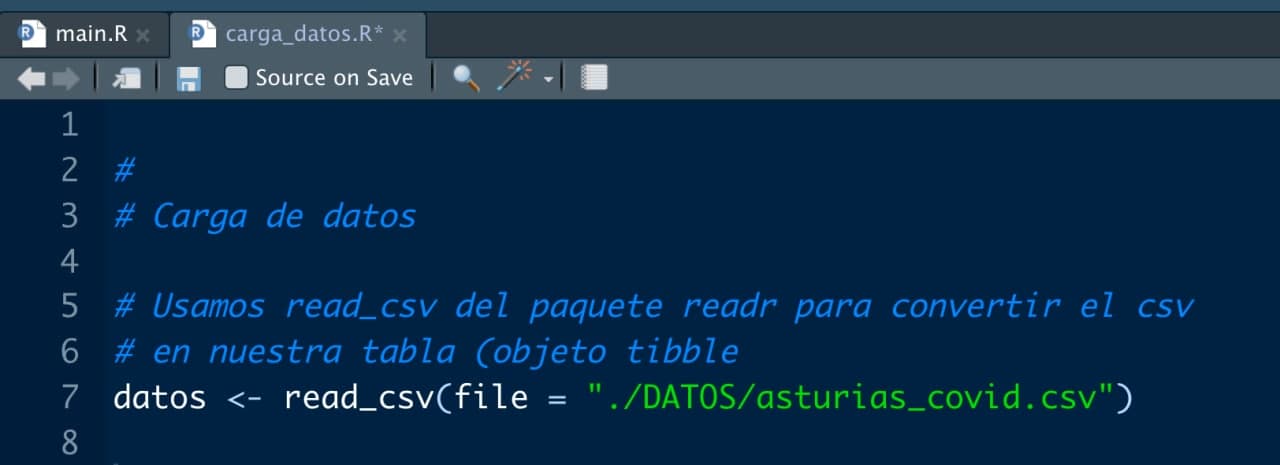 main.R
carga_datos.R*
Source on Save
1
2 #
3 # Carga de datos
4
5 # Usamos read_csv del paquete readr para convertir el csv
6 # en nuestra tabla (objeto tibble
7 datos <- read_csv(file = "./DATOS/asturias_covid.csv")
8